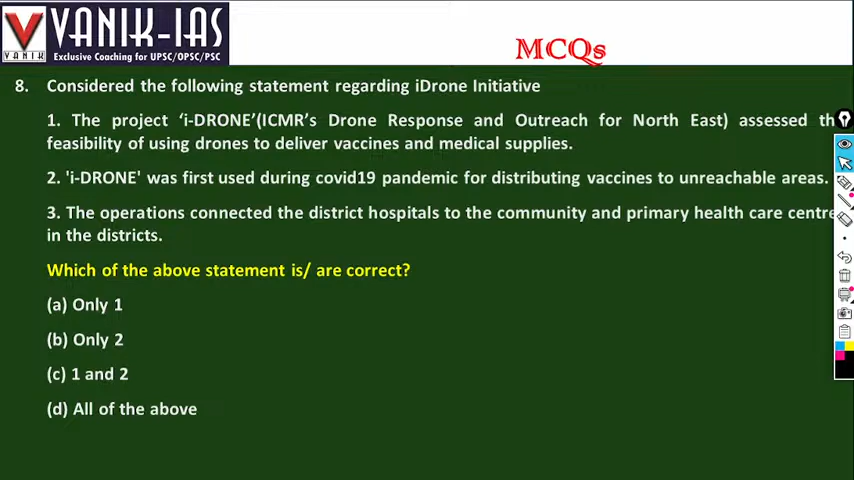 VANIK-IAS
VANIK
Exclusive Coaching for UPSC/OPSC/PSC
MCQs
8. Considered the following statement regarding iDrone Initiative
1. The project ‘i-DRONE’(ICMR’s Drone Response and Outreach for North East) assessed th
feasibility of using drones to deliver vaccines and medical supplies.
2. 'i-DRONE' was first used during covid19 pandemic for distributing vaccines to unreachable areas.
3. The operations connected the district hospitals to the community and primary health care centre
in the districts.
Which of the above statement is/ are correct?
(a) Only 1
(b) Only 2
(c) 1 and 2
(d) All of the above